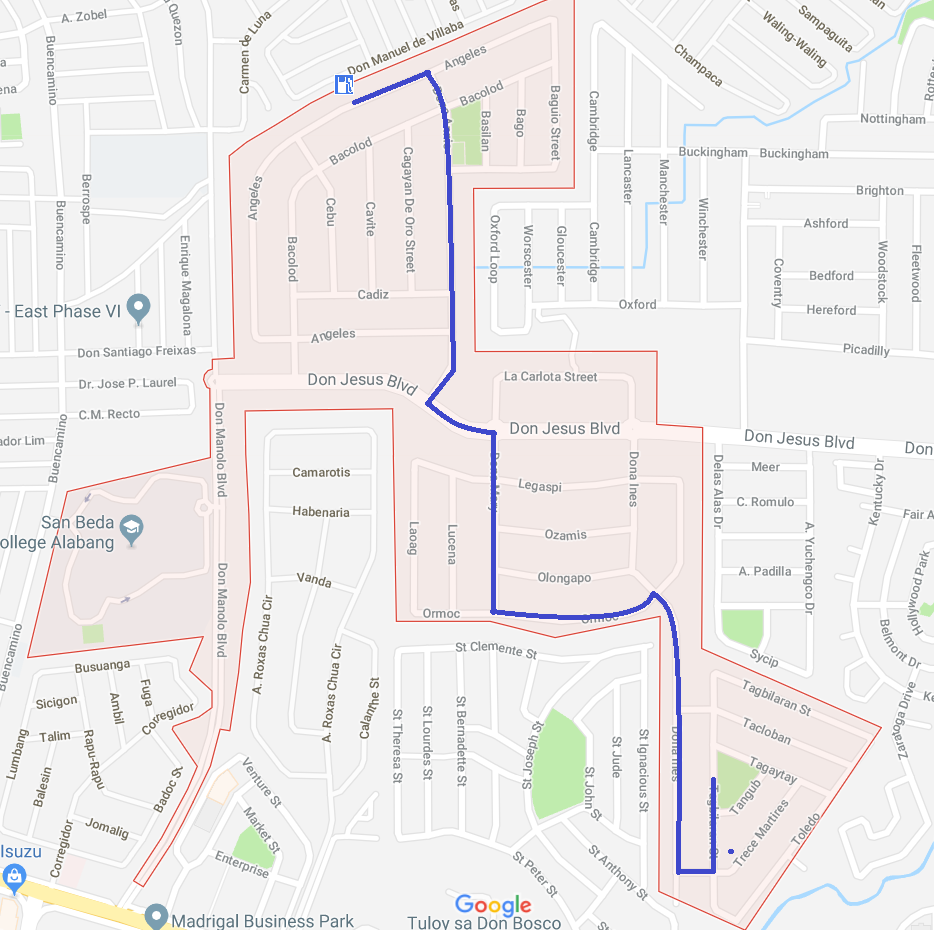 A. Zobel
N Quezon
Carmen de Luna
Don Manuel de Villaba
Sampaguita
Waling-Waling
Champaca
Buencamino
Angeles
Bacolod
Baguio Street
Basilan
Bago
Cambridge
Nottingham
Buckingham
Buckingham
Bacolod
Cagayan De Oro Street
Lancaster
Manchester
Brighton
Berrospe
Buencamino
Angeles
Cebu
Cavite
Oxford Loop
Worscester
Gloucester
Cambridge
Winchester
Ashford
Woodstock
Fleetwood
Enrique Magalona
Bacolod
Coventry
Bedford
Cadiz
Oxford
Hereford
- East Phase VI
Angeles
Picadilly
Don Santiago Freixas
Dr. Jose P. Laurel
Don Jesus Blvd
La Carlota Street
C.M. Recto
Don Manolo Blvd
Don Jesus Blvd
Don Jesus Blvd
Don
ador Lim
Buencamino
Camarotis
Dona Mary
Legaspi
Dona Ines
Delas Alas Dr
Meer
Kentucky Dr
C. Romulo
Habenaria
San Beda
ollege Alabang
Laoag
Lucena
Ozamis
A. Yuchengco Dr
Fair A
Vanda
Olongapo
A. Padilla
Hollywood Park
Don Manolo Blvd
A. Roxas Chua Cir
Ormoc
Ormoc
Belmont Dr
Buencamino
St Clemente St
Sycip
Busuanga
A. Roxas Chua Cir
Calanthe St
Fuga
Sicigon
Ambil
Corregidor
Tagbilaran St
Zaratoga Drive
Ke
Lumbang
Talim
Rapu-Rapu
St Theresa St
St Lourdes St
St Bernadette St
St Joseph St
St Jude
St Ignacious St
Dona Ines
Tacloban
Balesin
Badoc St
Venture St
St John St
Tagaytay
Tangub
Jomalig
Market St
Trece Martires
Toledo
Isuzu
Corregidor
Enterprise
St Peter St
St Anthony St
Google
Madrigal Business Park
Tuloy sa Don Bosco